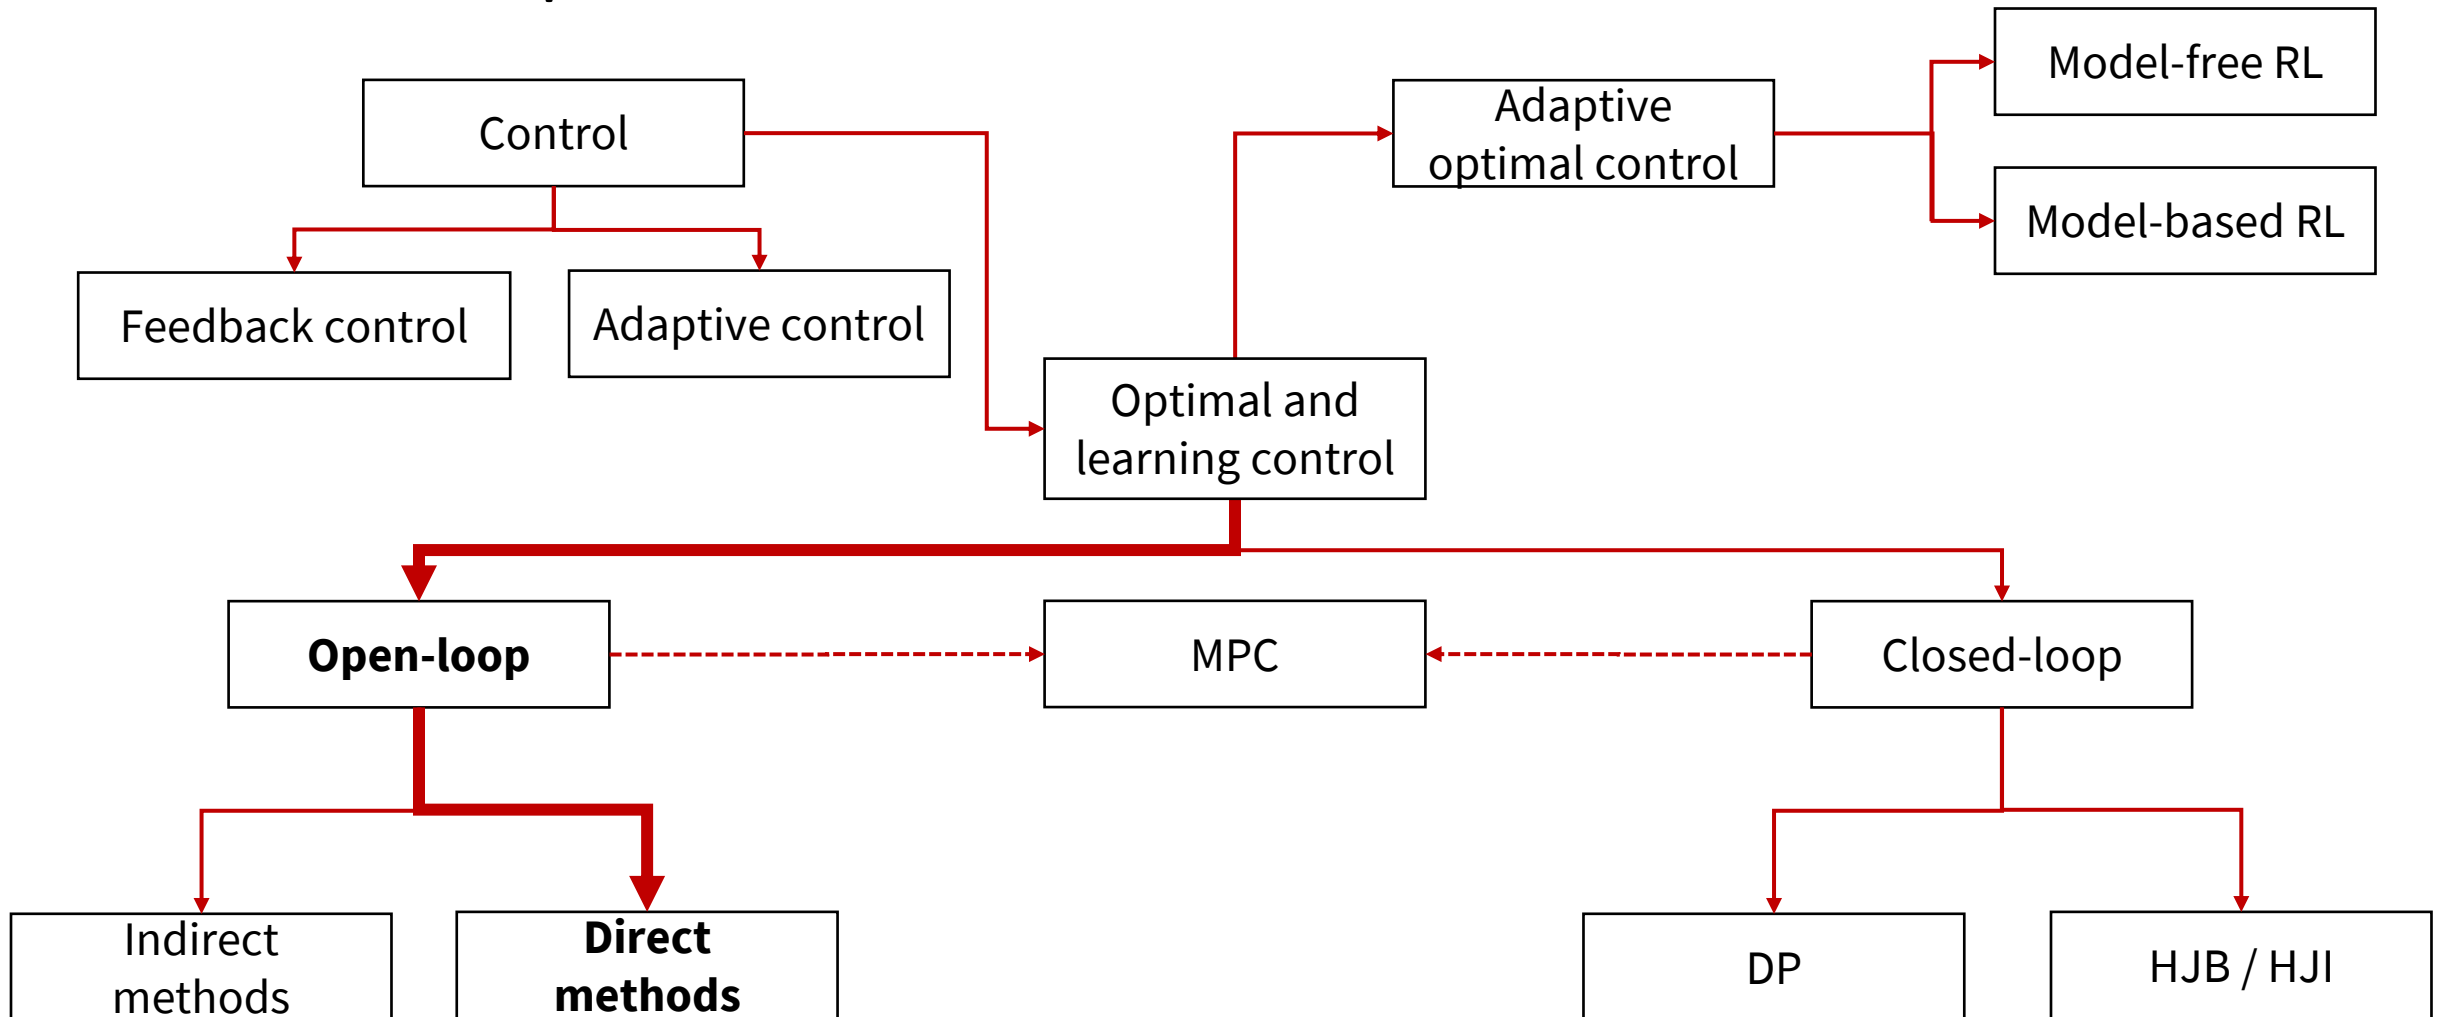 Model-free RL
Control
Adaptive
optimal control
Model-based RL
Feedback control
Adaptive control
Optimal and
learning control
Open-loop
MPC
Closed-loop
Indirect
methods
Direct
methods
DP
HJB / HJI